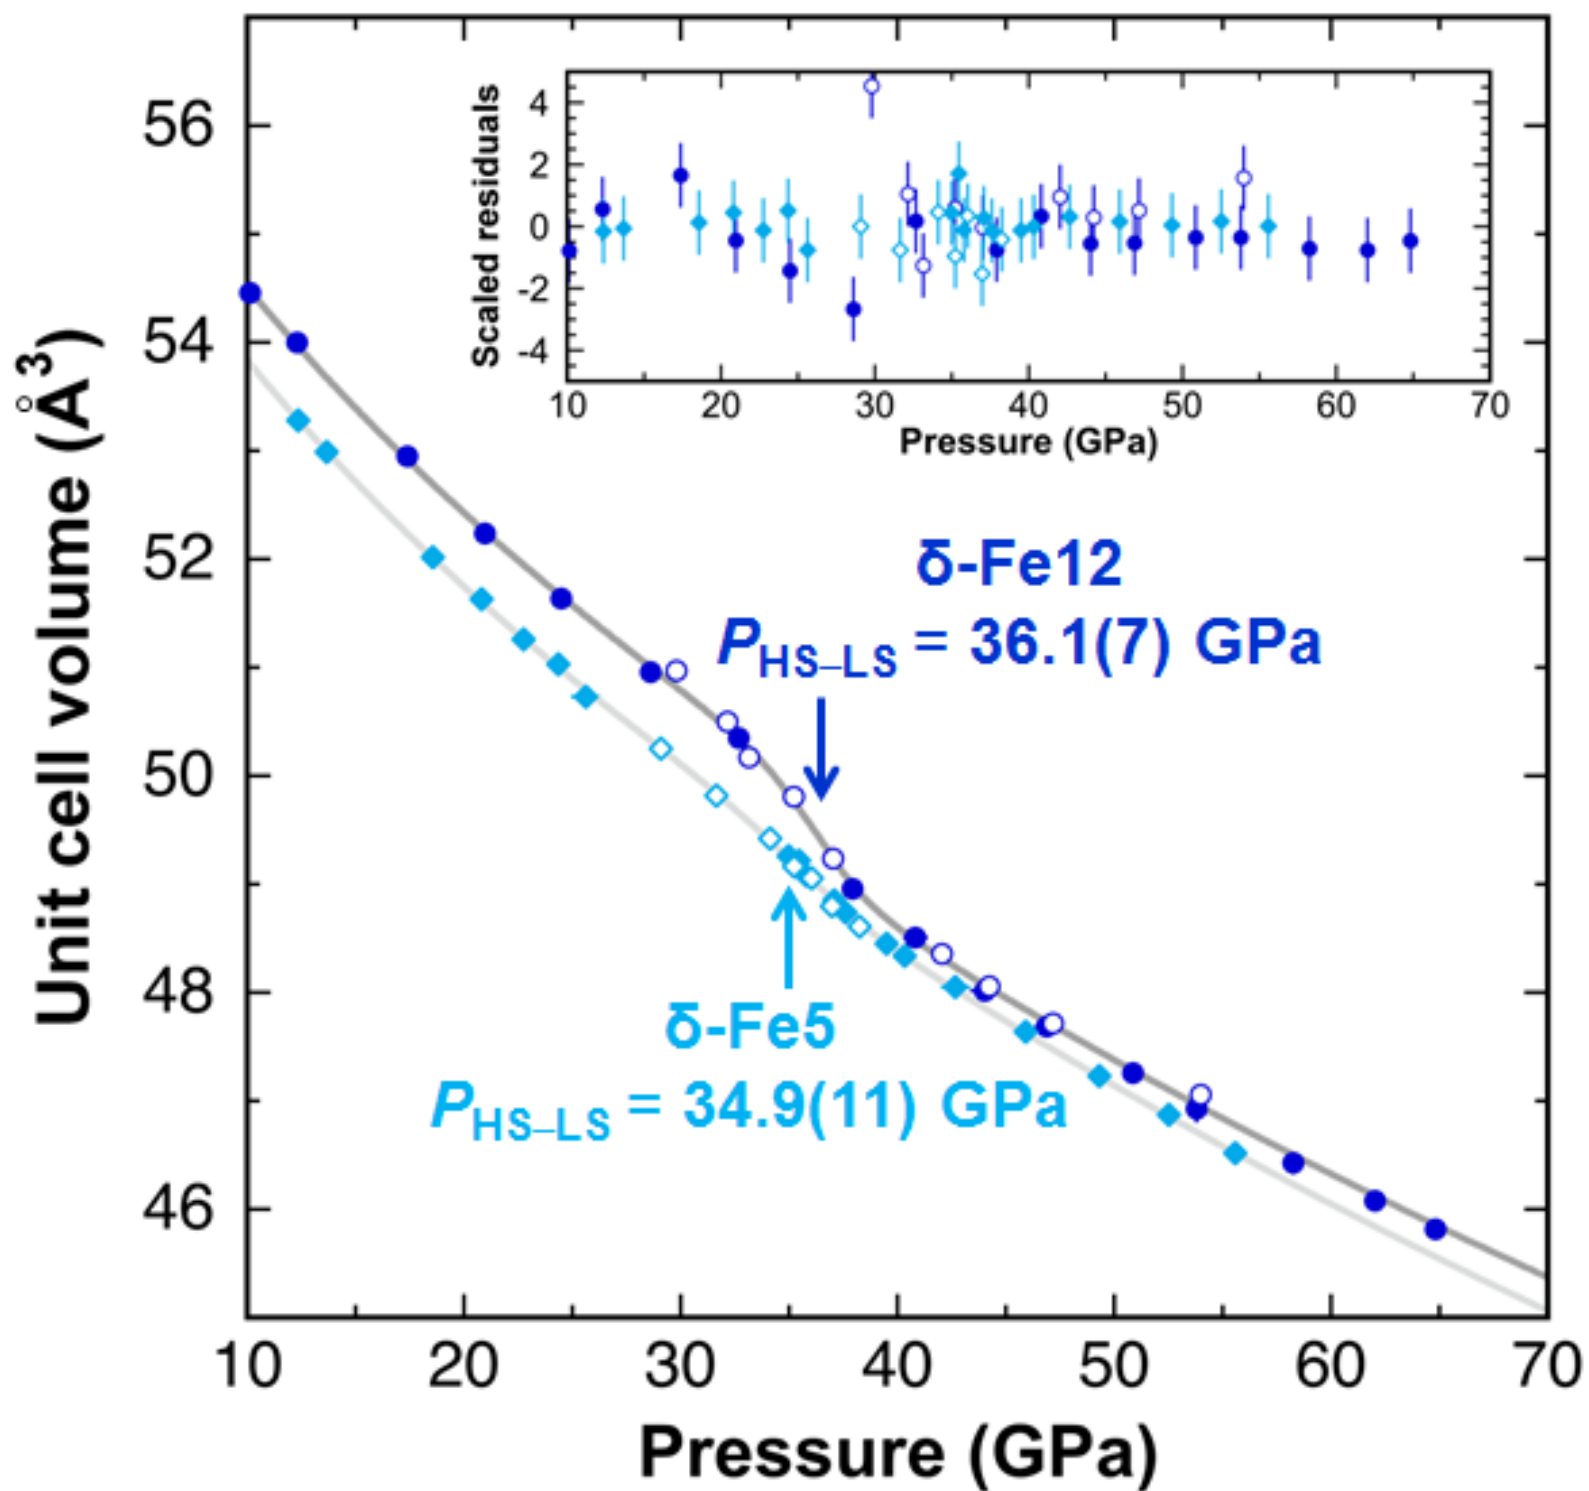 56
54
52
50
48
46
Unit cell volume (Å³)
10 20 30 40 50 60 70
Pressure (GPa)
4
2
0
-2
-4
Scaled residuals
10 20 30 40 50 60 70
Pressure (GPa)
δ-Fe12
P_HS–LS = 36.1(7) GPa
δ-Fe5
P_HS–LS = 34.9(11) GPa